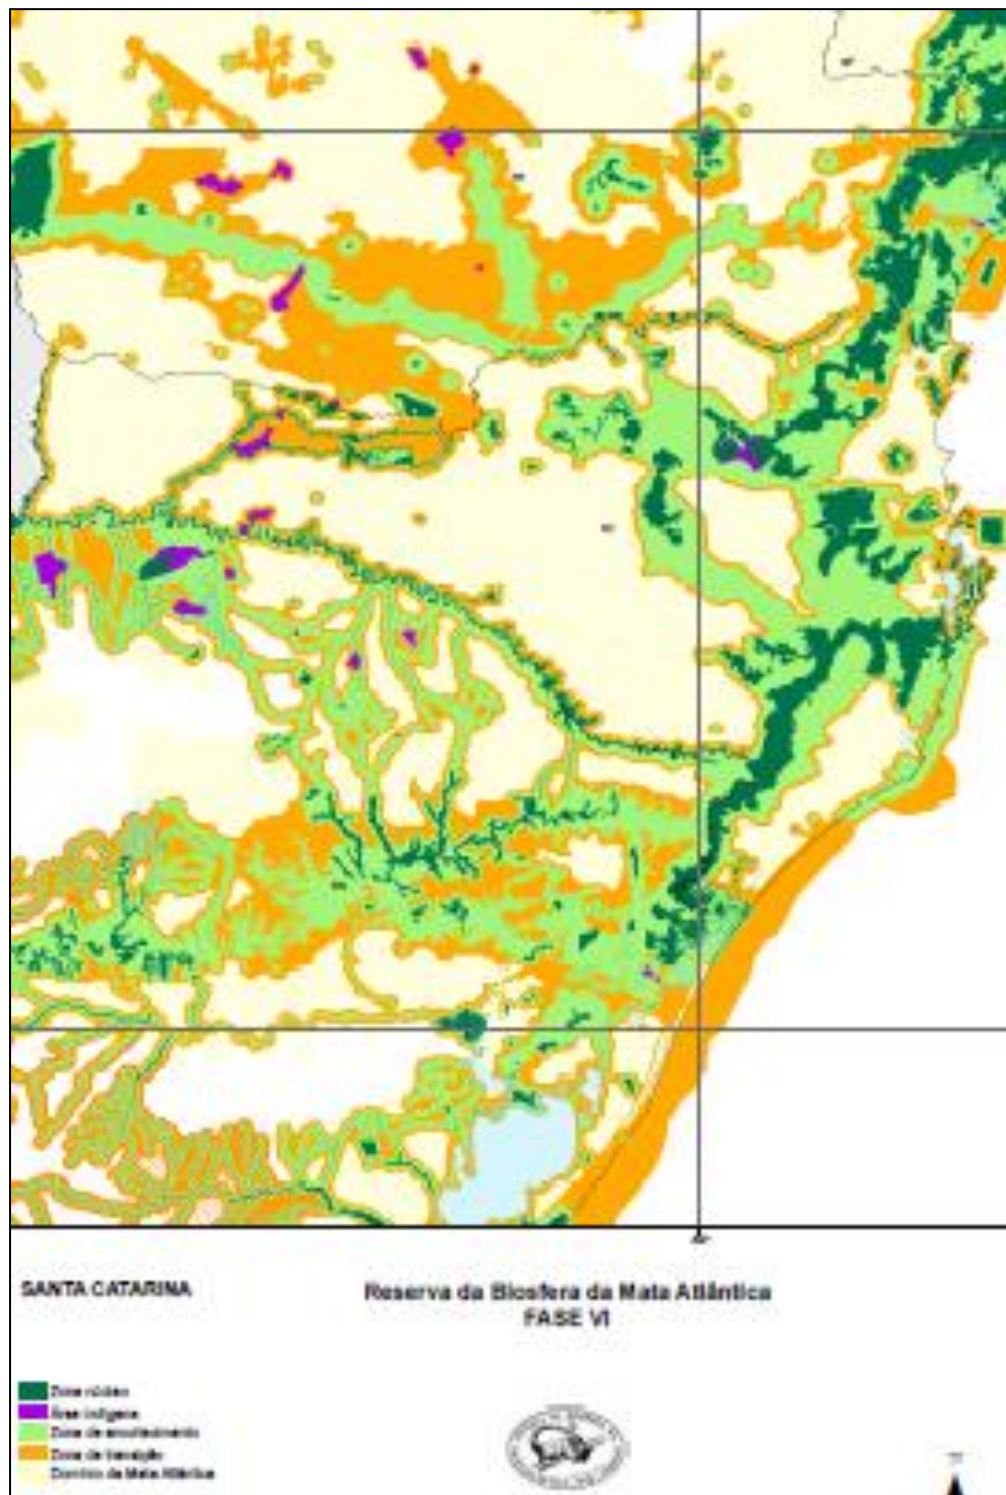 SANTA CATARINA
Reserva da Biosfera da Mata Atlântica
FASE VI
Zona núcleo
Área indígena
Zona de amortecimento
Zona de transição
Domínio da Mata Atlântica